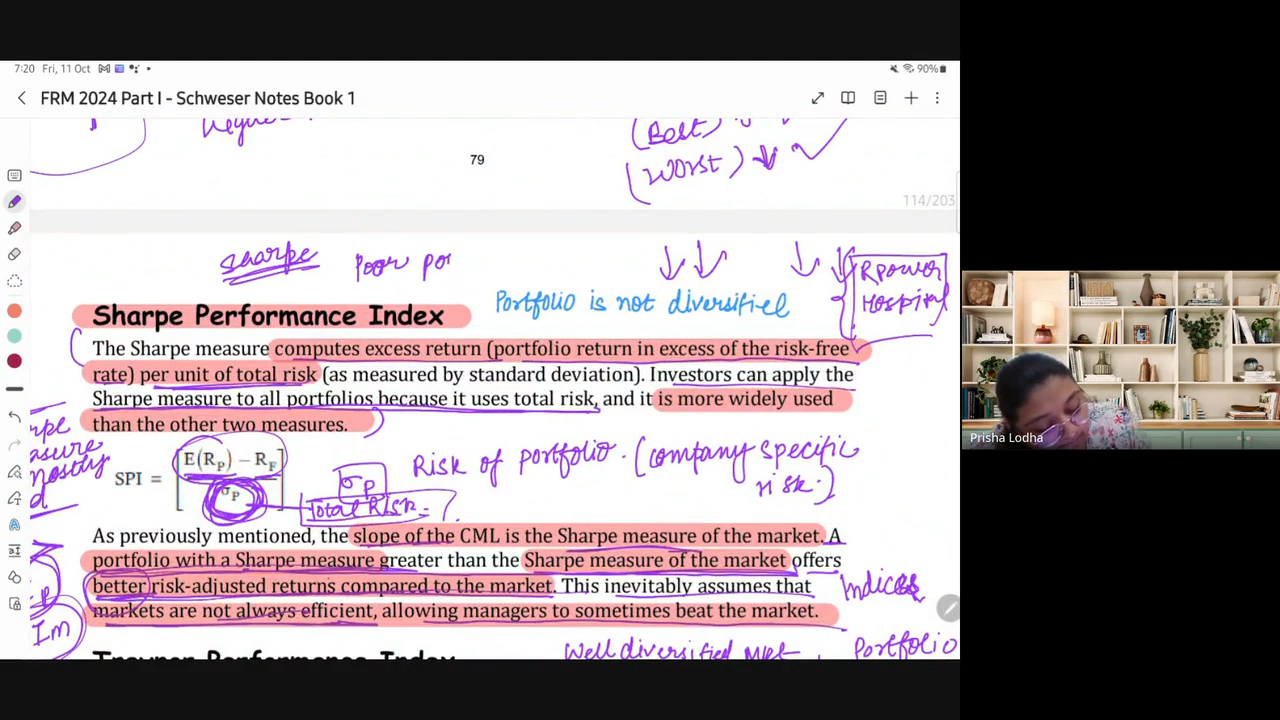 7:20 Fri, 11 Oct
90%
FRM 2024 Part I - Schweser Notes Book 1
(Best)
(Worst)
79
114/203
Sharpe Poor por
Rpower
Hospital
Portfolio is not diversified
Sharpe Performance Index
The Sharpe measure computes excess return (portfolio return in excess of the risk-free
rate) per unit of total risk (as measured by standard deviation). Investors can apply the
Sharpe measure to all portfolios because it uses total risk, and it is more widely used
than the other two measures.
SPI = [E(RP) − RF / σP]
σP
Total Risk
Risk of portfolio. (company specific
risk.)
As previously mentioned, the slope of the CML is the Sharpe measure of the market. A
portfolio with a Sharpe measure greater than the Sharpe measure of the market offers
better risk-adjusted returns compared to the market. This inevitably assumes that
markets are not always efficient, allowing managers to sometimes beat the market.
Indices
Im
Well diversified Portfolio
Prisha Lodha